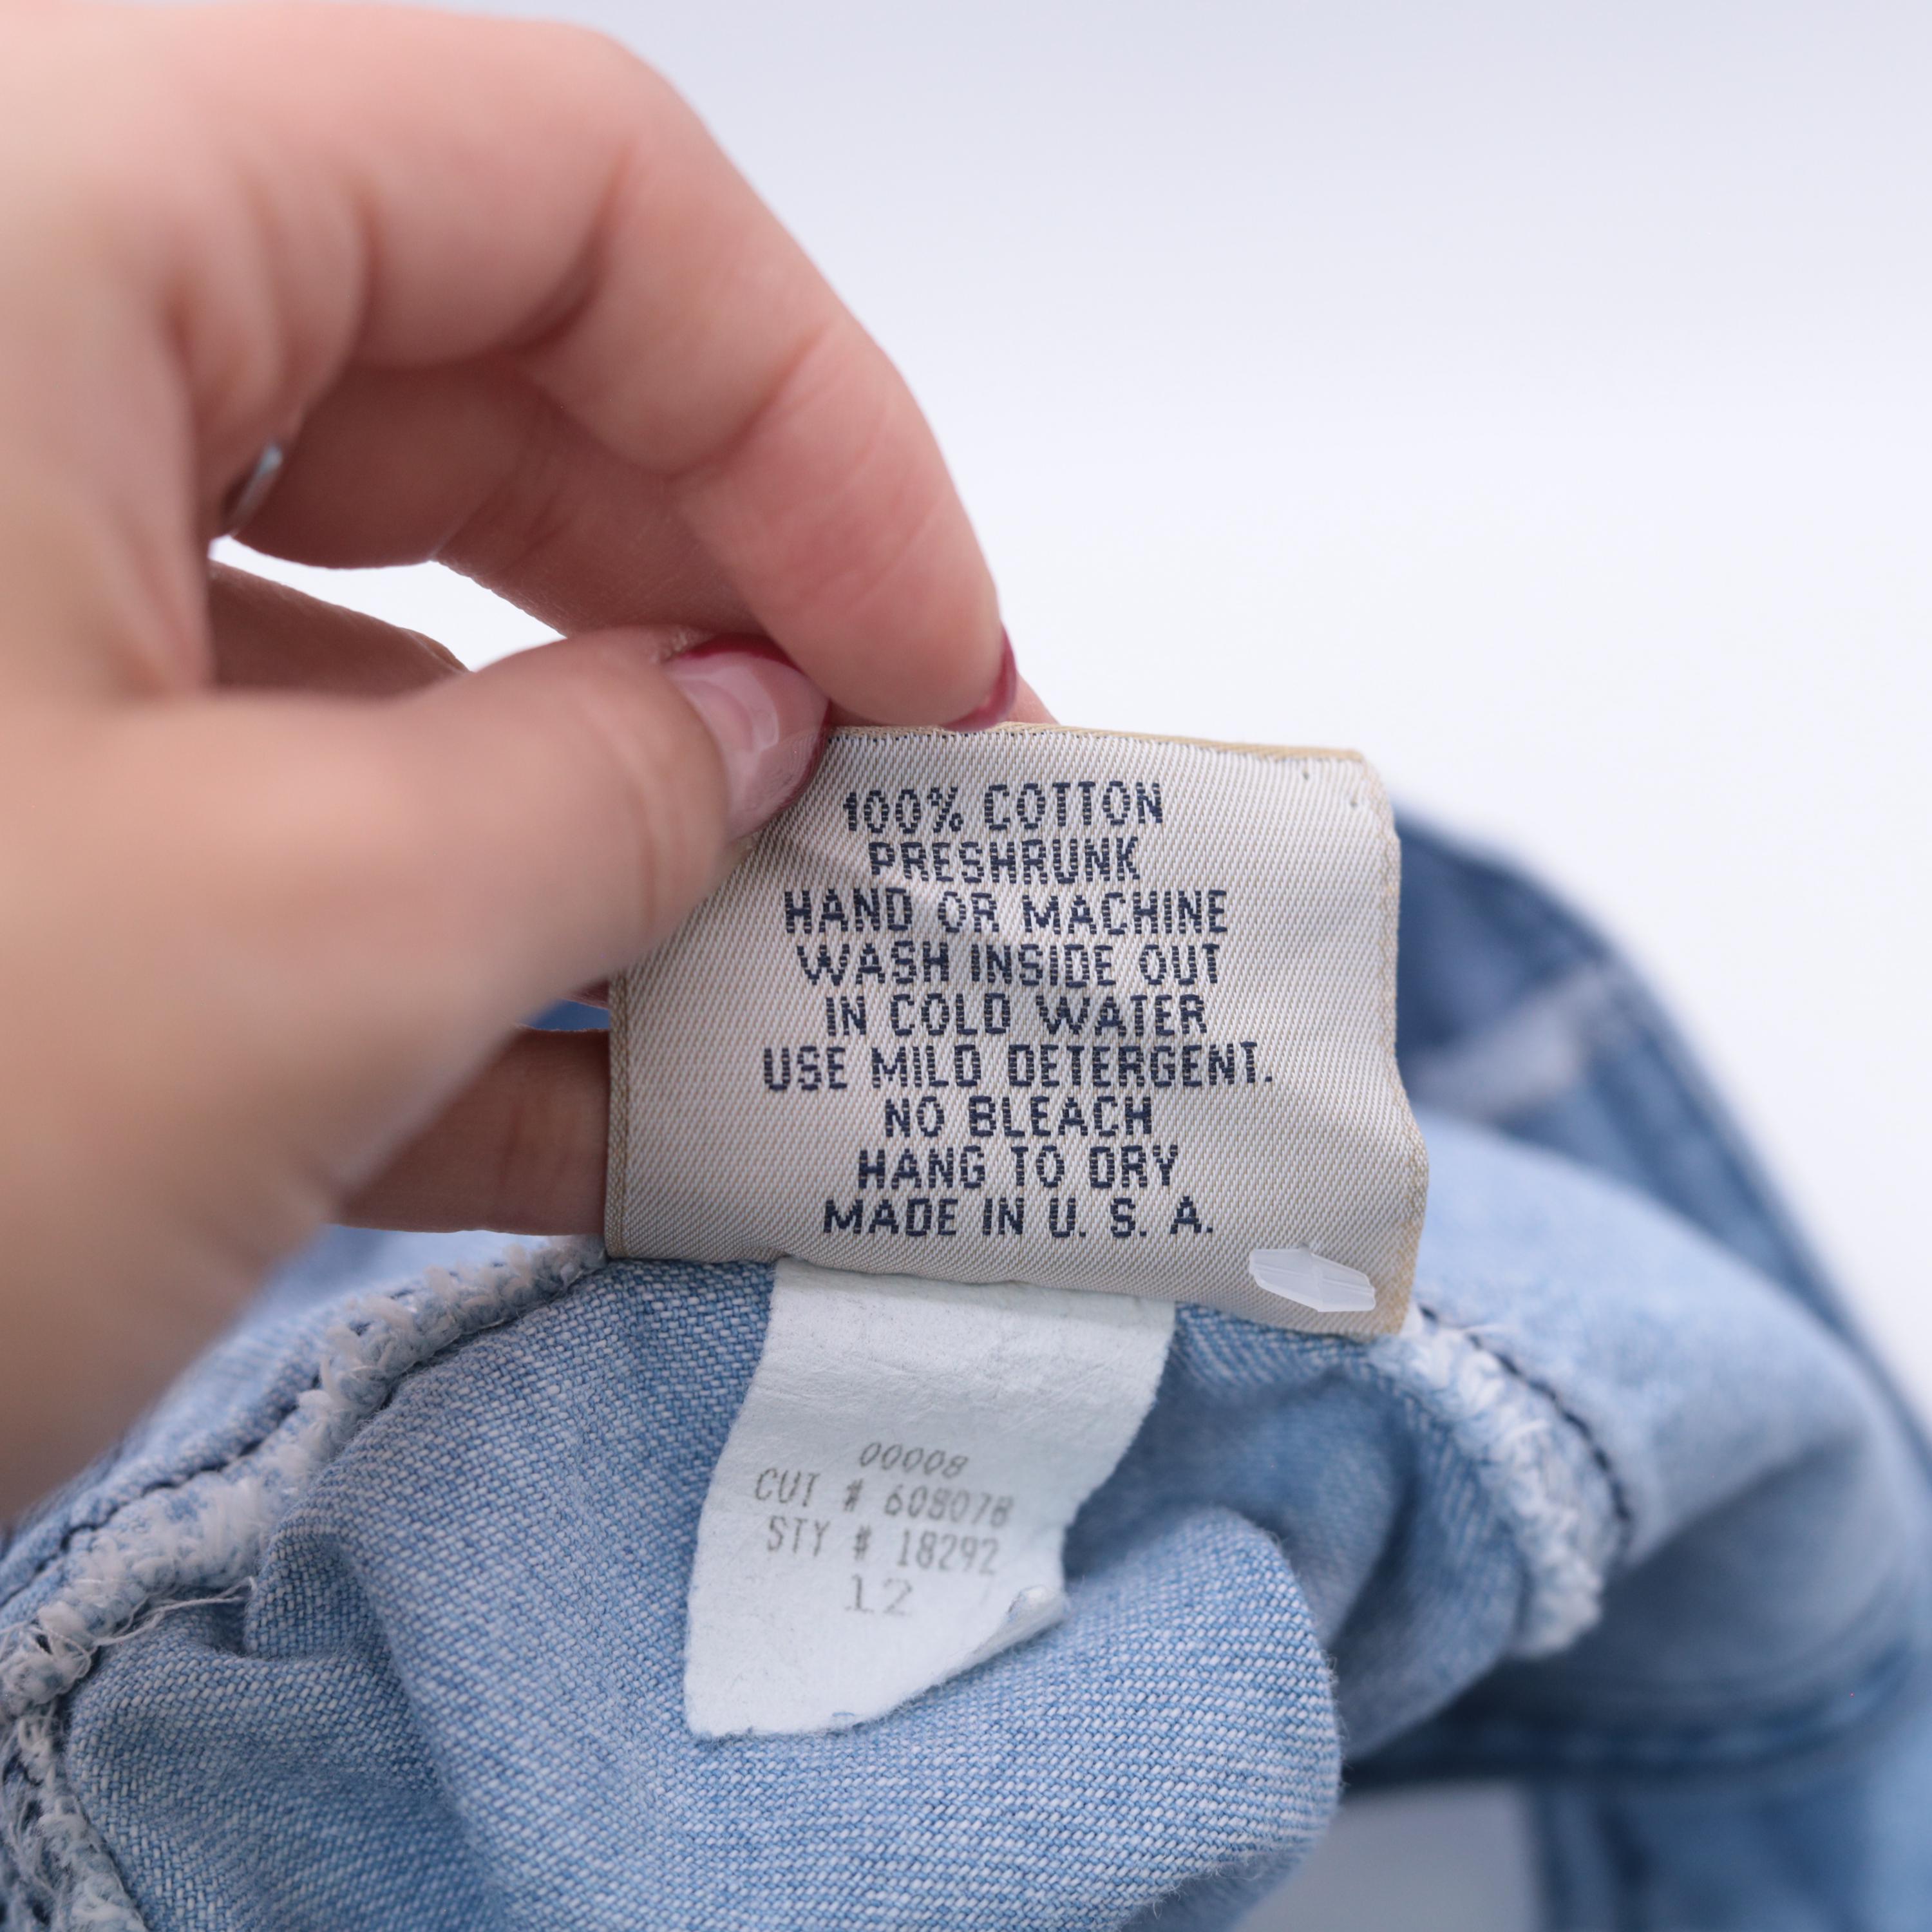 100% COTTON
PRESHRUNK
HAND OR MACHINE
WASH INSIDE OUT
IN COLD WATER
USE MILD DETERGENT.
NO BLEACH
HANG TO DRY
MADE IN U. S. A.
00008
CUT # 608078
STY # 18292
12